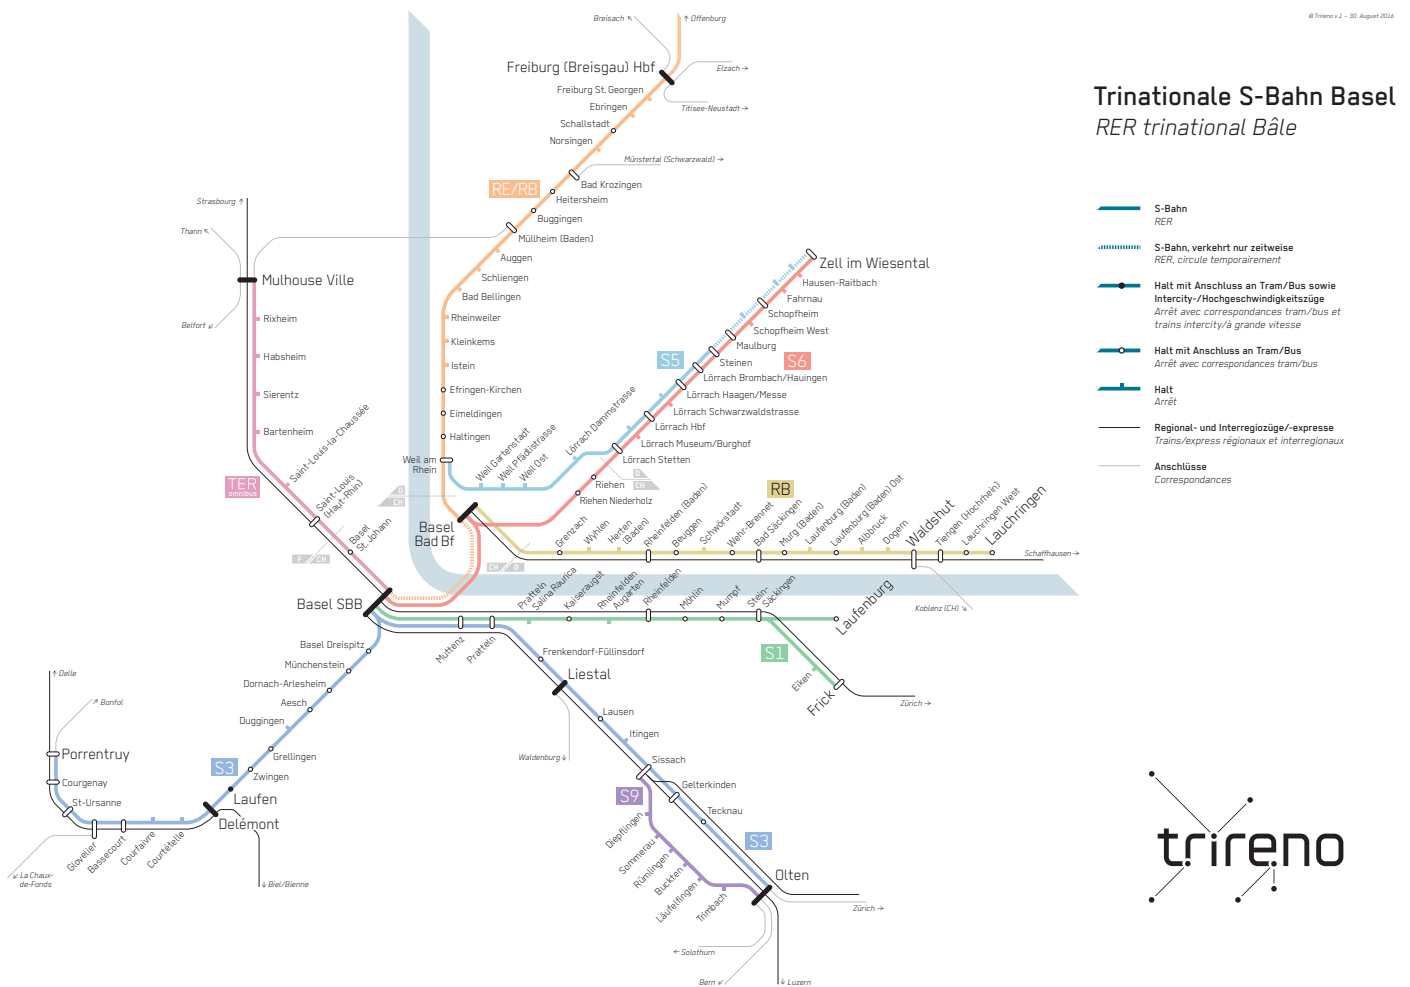 © Trireno v.1 – 30. August 2016
Trinationale S-Bahn Basel
RER trinational Bâle
S-Bahn
RER
S-Bahn, verkehrt nur zeitweise
RER, circule temporairement
Halt mit Anschluss an Tram/Bus sowie
Intercity-/Hochgeschwindigkeitszüge
Arrêt avec correspondances tram/bus et
trains intercity/à grande vitesse
Halt mit Anschluss an Tram/Bus
Arrêt avec correspondances tram/bus
Halt
Arrêt
Regional- und Interregiozüge/-expresse
Trains/express régionaux et interregionaux
Anschlüsse
Correspondances
Breisach ↖
↑ Offenburg
Freiburg (Breisgau) Hbf
Elzach →
Titisee-Neustadt →
Freiburg St. Georgen
Ebringen
Schallstadt
Norsingen
Münstertal (Schwarzwald) →
Bad Krozingen
RE/RB
Heitersheim
Buggingen
Müllheim (Baden)
Auggen
Schliengen
Bad Bellingen
Rheinweiler
Kleinkems
Istein
Efringen-Kirchen
Eimeldingen
Haltingen
Weil am
Rhein
Strasbourg ↑
Thann ↖
Mulhouse Ville
Belfort ↙
Rixheim
Habsheim
Sierentz
Bartenheim
Saint-Louis-la-Chaussée
TER
omnibus
Saint-Louis
(Haut-Rhin)
Basel
St. Johann
F
CH
D
CH
Zell im Wiesental
Hausen-Raitbach
Fahrnau
Schopfheim
Schopfheim West
Maulburg
Steinen
S5
S6
Lörrach Brombach/Hauingen
Lörrach Haagen/Messe
Lörrach Schwarzwaldstrasse
Lörrach Hbf
Lörrach Museum/Burghof
Lörrach Stetten
Lörrach Dammstrasse
Weil Gartenstadt
Weil Pfädlistrasse
Weil Ost
D
CH
Riehen
Riehen Niederholz
Basel
Bad Bf
RB
CH
D
Grenzach
Wyhlen
Herten
(Baden)
Rheinfelden (Baden)
Beuggen
Schwörstadt
Wehr-Brennet
Bad Säckingen
Murg (Baden)
Laufenburg (Baden)
Laufenburg (Baden) Ost
Albbruck
Dogern
Waldshut
Tiengen (Hochrhein)
Lauchringen West
Lauchringen
Schaffhausen →
Koblenz (CH) ↘
Basel SBB
Muttenz
Pratteln
Pratteln
Salina Raurica
Kaiseraugst
Rheinfelden
Augarten
Rheinfelden
Möhlin
Mumpf
Stein-
Säckingen
Laufenburg
S1
Eiken
Frick
Zürich →
Basel Dreispitz
Münchenstein
Dornach-Arlesheim
Aesch
Duggingen
Grellingen
Zwingen
S3
Laufen
Delémont
↓ Biel/Bienne
Courtételle
Courfaivre
Bassecourt
Glovelier
St-Ursanne
Courgenay
Porrentruy
↑ Delle
↗ Bonfol
↙ La Chaux-
de-Fonds
Frenkendorf-Füllinsdorf
Liestal
Waldenburg ↓
Lausen
Itingen
Sissach
Gelterkinden
Tecknau
S9
S3
Diepflingen
Sommerau
Rümlingen
Buckten
Läufelfingen
Trimbach
Olten
Zürich →
← Solothurn
Bern ↙
↓ Luzern
trireno